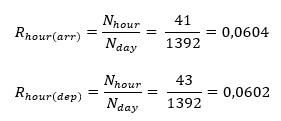 R_hour(arr) = N_hour / N_day = 41 / 1392 = 0,0604
R_hour(dep) = N_hour / N_day = 43 / 1392 = 0,0602